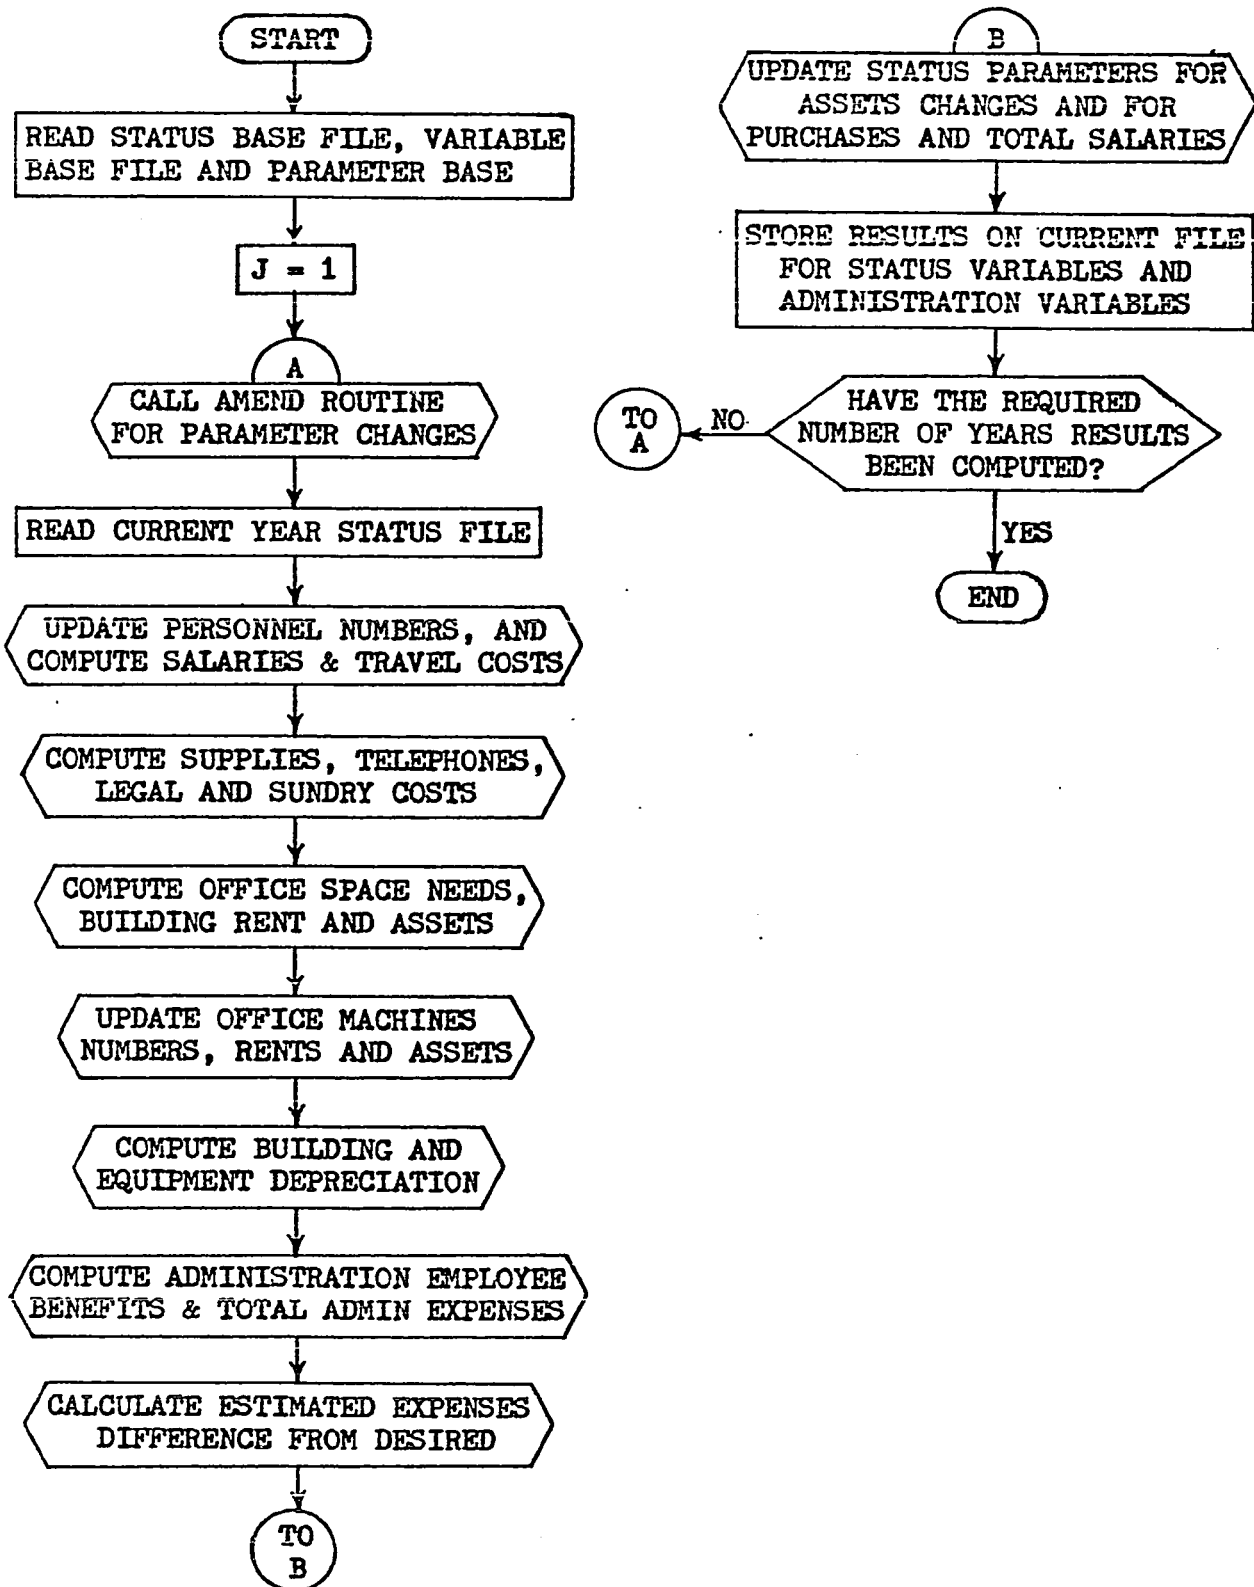 START
READ STATUS BASE FILE, VARIABLE
BASE FILE AND PARAMETER BASE
J = 1
A
CALL AMEND ROUTINE
FOR PARAMETER CHANGES
READ CURRENT YEAR STATUS FILE
UPDATE PERSONNEL NUMBERS, AND
COMPUTE SALARIES & TRAVEL COSTS
COMPUTE SUPPLIES, TELEPHONES,
LEGAL AND SUNDRY COSTS
COMPUTE OFFICE SPACE NEEDS,
BUILDING RENT AND ASSETS
UPDATE OFFICE MACHINES
NUMBERS, RENTS AND ASSETS
COMPUTE BUILDING AND
EQUIPMENT DEPRECIATION
COMPUTE ADMINISTRATION EMPLOYEE
BENEFITS & TOTAL ADMIN EXPENSES
CALCULATE ESTIMATED EXPENSES
DIFFERENCE FROM DESIRED
TO
B
B
UPDATE STATUS PARAMETERS FOR
ASSETS CHANGES AND FOR
PURCHASES AND TOTAL SALARIES
STORE RESULTS ON CURRENT FILE
FOR STATUS VARIABLES AND
ADMINISTRATION VARIABLES
HAVE THE REQUIRED
NUMBER OF YEARS RESULTS
BEEN COMPUTED?
NO
TO
A
YES
END